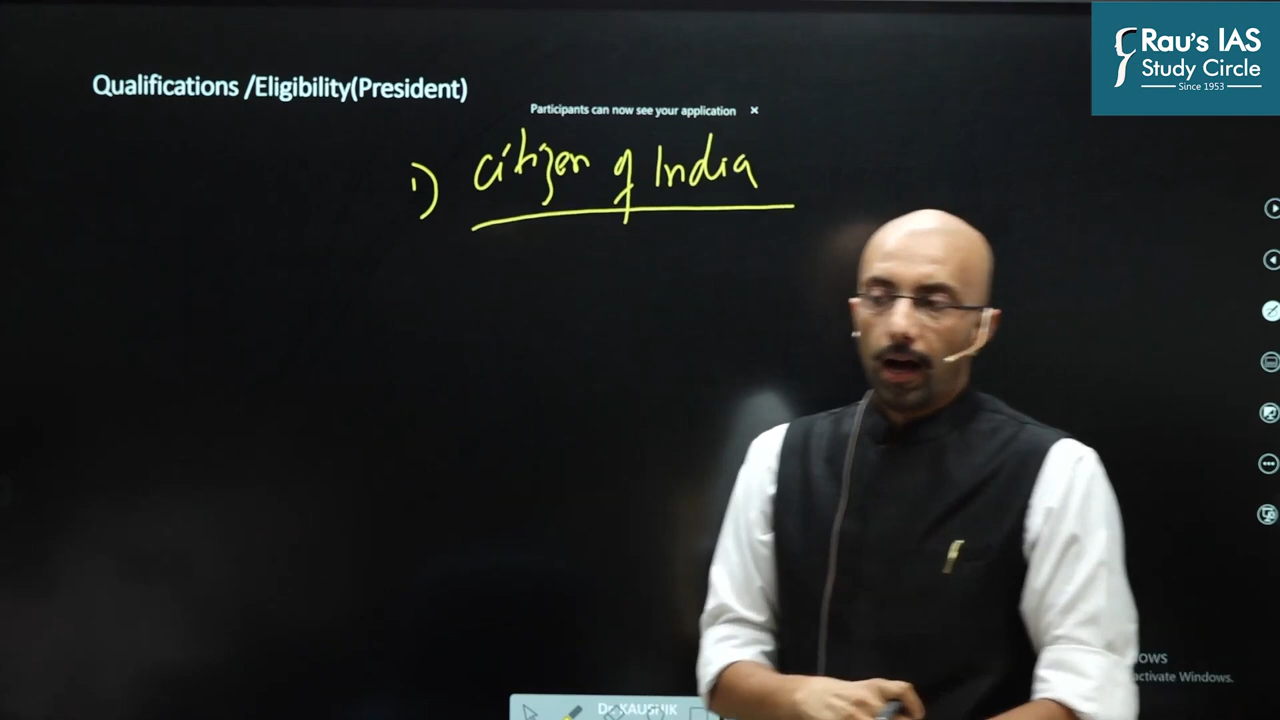 Rau's IAS
Study Circle
Since 1953
Qualifications /Eligibility(President)
Participants can now see your application ×
1) Citizen of India
ctivate Windows.
Dr KAUSHIK